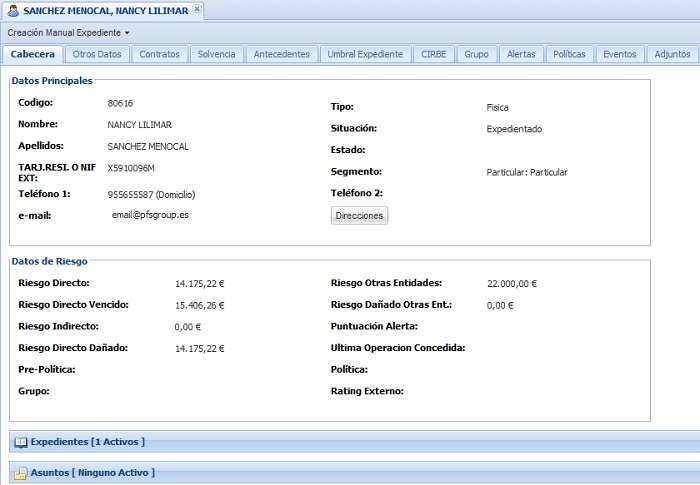 SANCHEZ MENOCAL, NANCY LILIMAR
Creación Manual Expediente
Cabecera Otros Datos Contratos Solvencia Antecedentes Umbral Expediente CIRBE Grupo Alertas Políticas Eventos Adjuntos
Datos Principales
Codigo: 80616
Tipo: Fisica
Nombre: NANCY LILIMAR
Situación: Expedientado
Apellidos: SANCHEZ MENOCAL
Estado:
TARJ.RESI. O NIF EXT: X5910096M
Segmento: Particular: Particular
Teléfono 1: 955655587 (Domicilio)
Teléfono 2:
e-mail: email@pfsgroup.es
Direcciones
Datos de Riesgo
Riesgo Directo: 14.175,22 €
Riesgo Otras Entidades: 22.000,00 €
Riesgo Directo Vencido: 15.406,26 €
Riesgo Dañado Otras Ent.: 0,00 €
Riesgo Indirecto: 0,00 €
Puntuación Alerta:
Riesgo Directo Dañado: 14.175,22 €
Ultima Operacion Concedida:
Pre-Política:
Política:
Grupo:
Rating Externo:
Expedientes [1 Activos ]
Asuntos [ Ninguno Activo ]